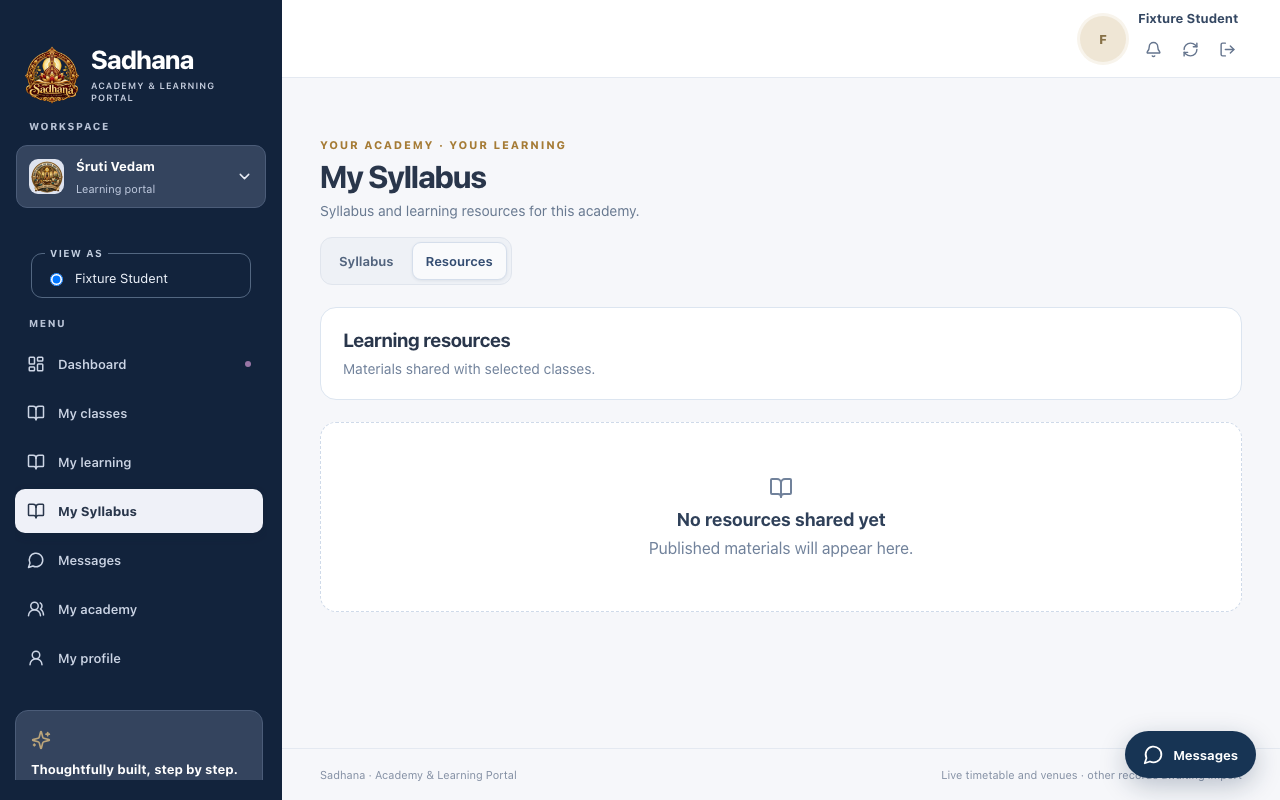 Sadhana
ACADEMY & LEARNING
PORTAL
Sadhana
WORKSPACE
Śruti Vedam
Learning portal
VIEW AS
Fixture Student
MENU
Dashboard
My classes
My learning
My Syllabus
Messages
My academy
My profile
Thoughtfully built, step by step.
F
Fixture Student
YOUR ACADEMY · YOUR LEARNING
My Syllabus
Syllabus and learning resources for this academy.
Syllabus
Resources
Learning resources
Materials shared with selected classes.
No resources shared yet
Published materials will appear here.
Sadhana · Academy & Learning Portal
Live timetable and venues · other
Messages